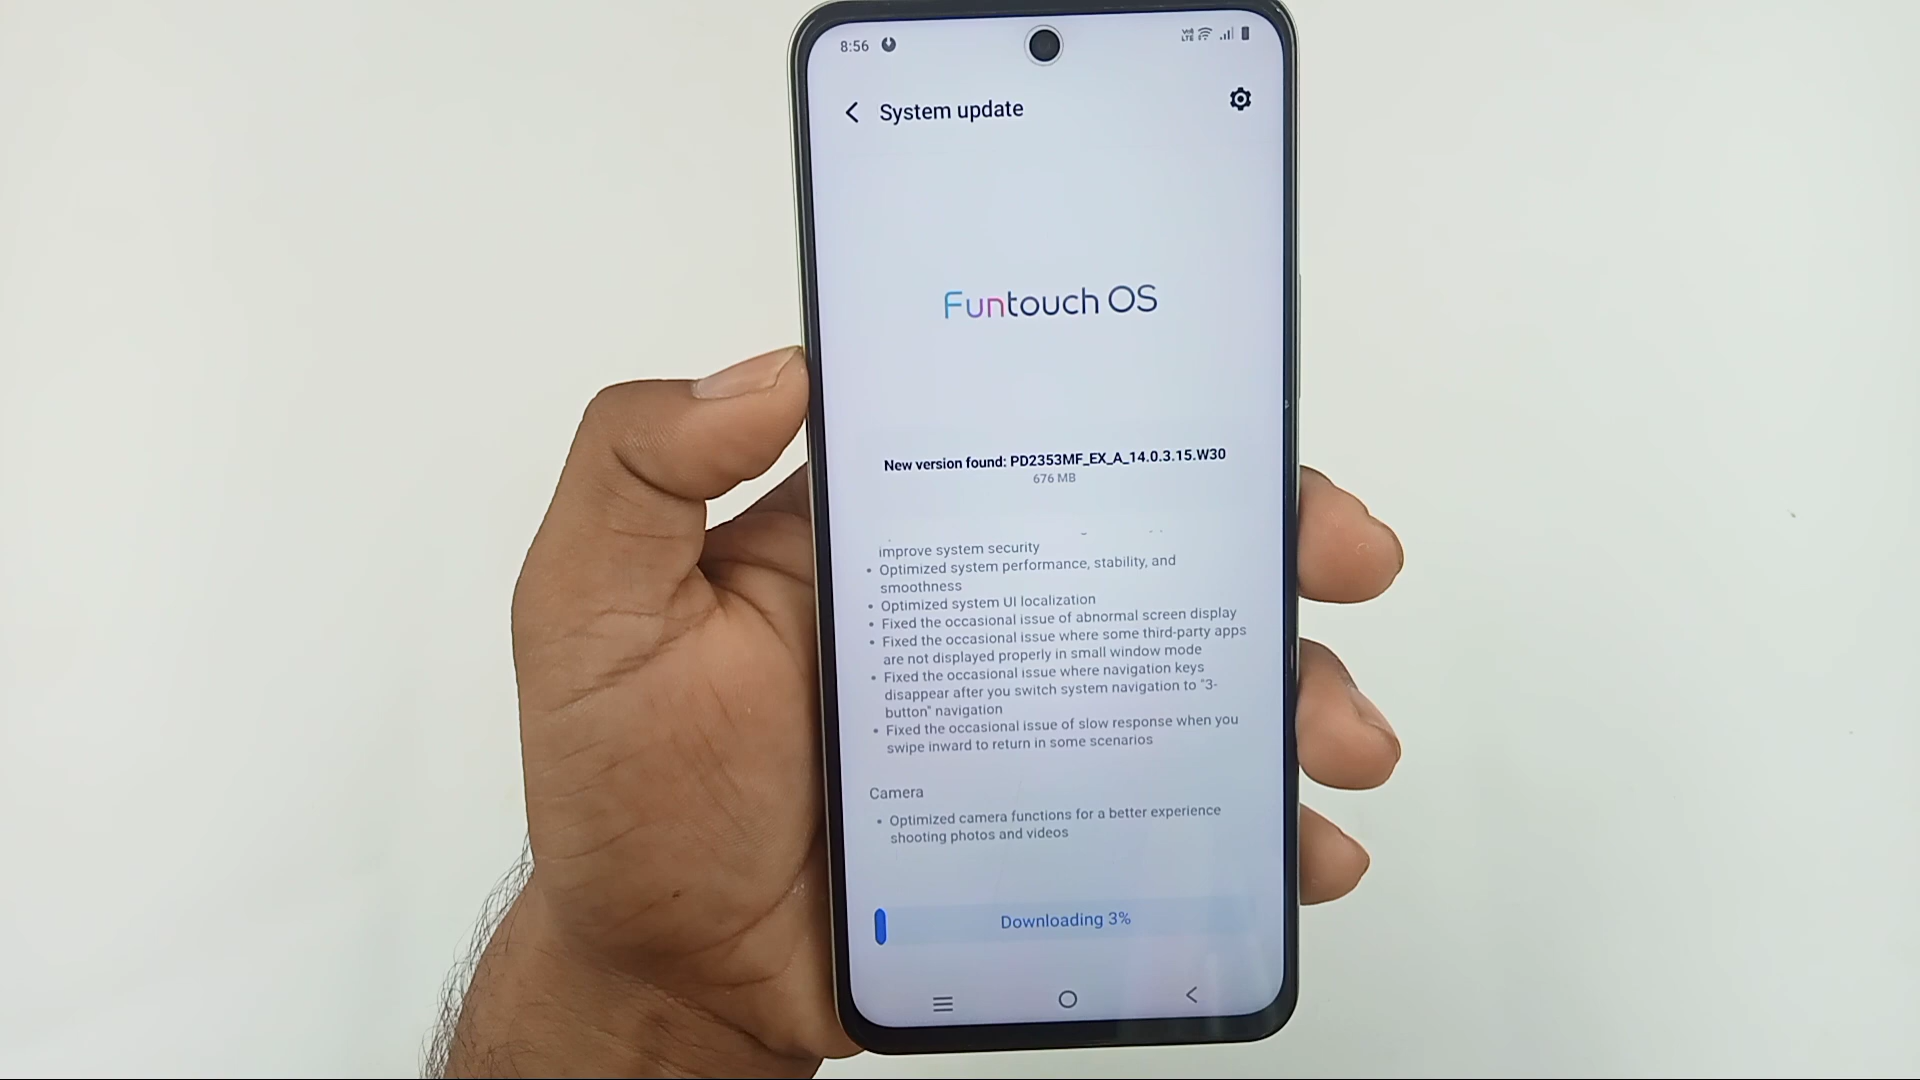 8:56
Vo)
LTE
System update
Funtouch OS
New version found: PD2353MF_EX_A_14.0.3.15.W30
676 MB
improve system security
• Optimized system performance, stability, and
smoothness
• Optimized system UI localization
• Fixed the occasional issue of abnormal screen display
• Fixed the occasional issue where some third-party apps
are not displayed properly in small window mode
• Fixed the occasional issue where navigation keys
disappear after you switch system navigation to "3-
button" navigation
• Fixed the occasional issue of slow response when you
swipe inward to return in some scenarios
Camera
• Optimized camera functions for a better experience
shooting photos and videos
Downloading 3%